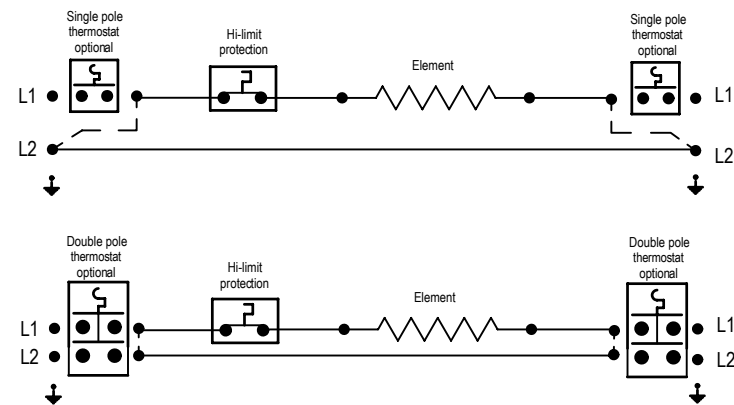 Single pole
thermostat
optional
Hi-limit
protection
Element
Single pole
thermostat
optional
L1
L1
L2
L2
Double pole
thermostat
optional
Hi-limit
protection
Element
Double pole
thermostat
optional
L1
L1
L2
L2